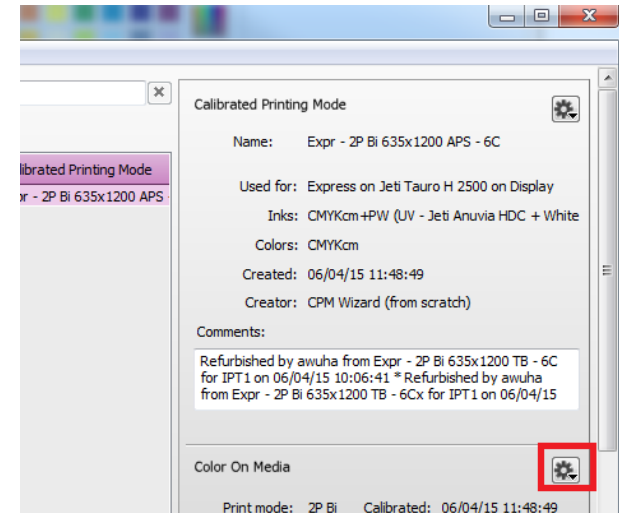 Calibrated Printing Mode
Name: Expr - 2P Bi 635x1200 APS - 6C
librated Printing Mode
pr - 2P Bi 635x1200 APS -
Used for: Express on Jeti Tauro H 2500 on Display
Inks: CMYKcm+PW (UV - Jeti Anuvia HDC + White
Colors: CMYKcm
Created: 06/04/15 11:48:49
Creator: CPM Wizard (from scratch)
Comments:
Refurbished by awuha from Expr - 2P Bi 635x1200 TB - 6C
for IPT1 on 06/04/15 10:06:41 * Refurbished by awuha
from Expr - 2P Bi 635x1200 TB - 6Cx for IPT1 on 06/04/15
Color On Media
Print mode: 2P Bi Calibrated: 06/04/15 11:48:49